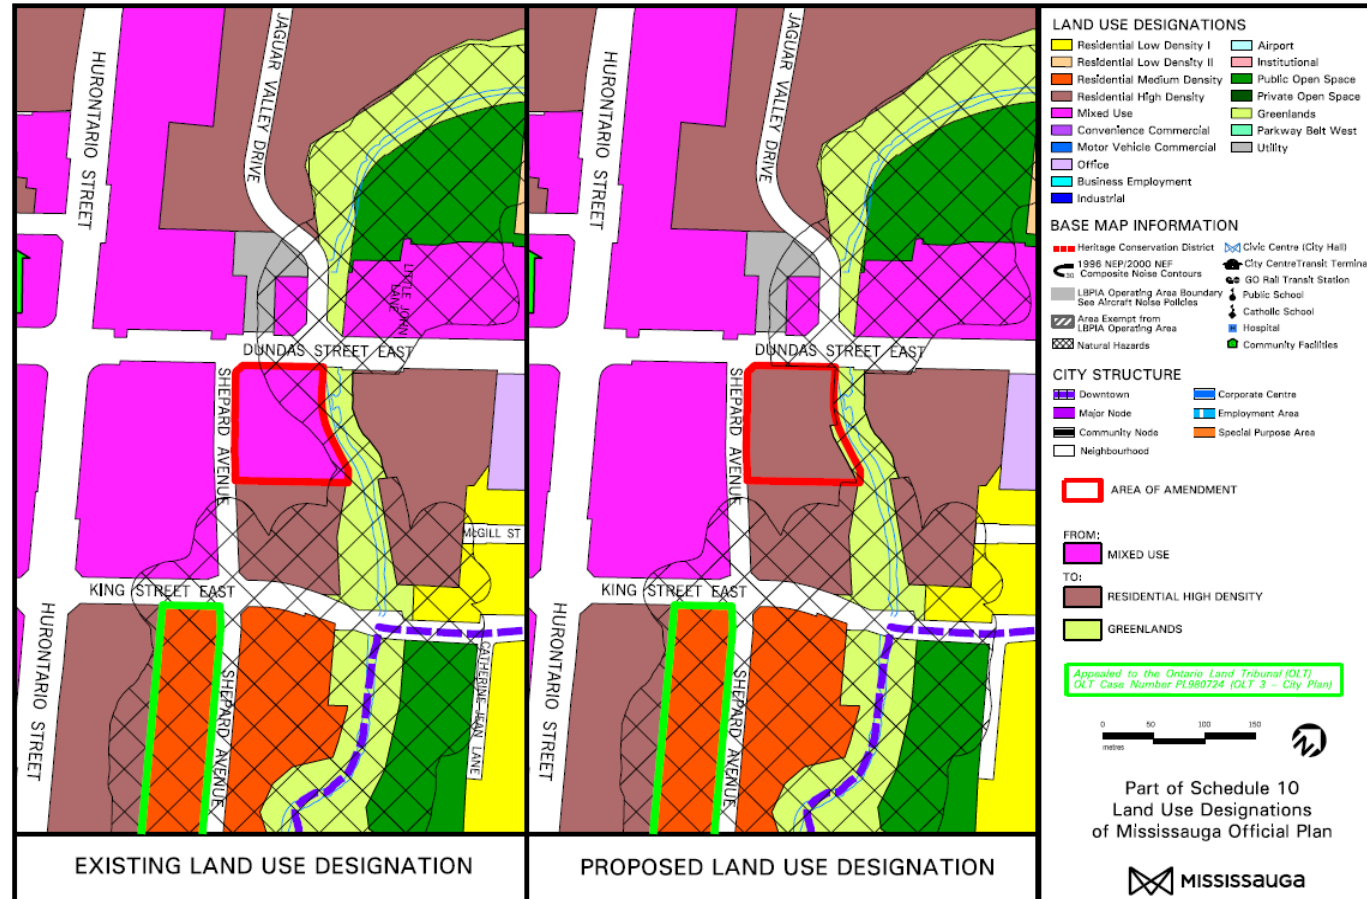 HURONTARIO STREET
JAGUAR VALLEY DRIVE
LITTLE JOHN
LANE
DUNDAS STREET EAST
SHEPARD AVENUE
McGILL ST
KING STREET EAST
HURONTARIO STREET
SHEPARD AVENUE
CATHERINE JEAN LANE
EXISTING LAND USE DESIGNATION
HURONTARIO STREET
JAGUAR VALLEY DRIVE
DUNDAS STREET EAST
SHEPARD AVENUE
KING STREET EAST
HURONTARIO STREET
SHEPARD AVENUE
PROPOSED LAND USE DESIGNATION
LAND USE DESIGNATIONS
Residential Low Density I
Residential Low Density II
Residential Medium Density
Residential High Density
Mixed Use
Convenience Commercial
Motor Vehicle Commercial
Office
Business Employment
Industrial
Airport
Institutional
Public Open Space
Private Open Space
Greenlands
Parkway Belt West
Utility
BASE MAP INFORMATION
Heritage Conservation District
1996 NEP/2000 NEF
Composite Noise Contours
30
LBPIA Operating Area Boundary
See Aircraft Noise Policies
Area Exempt from
LBPIA Operating Area
Natural Hazards
Civic Centre (City Hall)
City CentreTransit Termina
GO Rail Transit Station
Public School
Catholic School
H Hospital
Community Facilities
CITY STRUCTURE
Downtown
Major Node
Community Node
Neighbourhood
Corporate Centre
Employment Area
Special Purpose Area
AREA OF AMENDMENT
FROM:
MIXED USE
TO:
RESIDENTIAL HIGH DENSITY
GREENLANDS
Appealed to the Ontario Land Tribunal (OLT)
OLT Case Number PL980724 (OLT 3 - City Plan)
0 50 100 150
metres
Part of Schedule 10
Land Use Designations
of Mississauga Official Plan
MISSISSAUGA